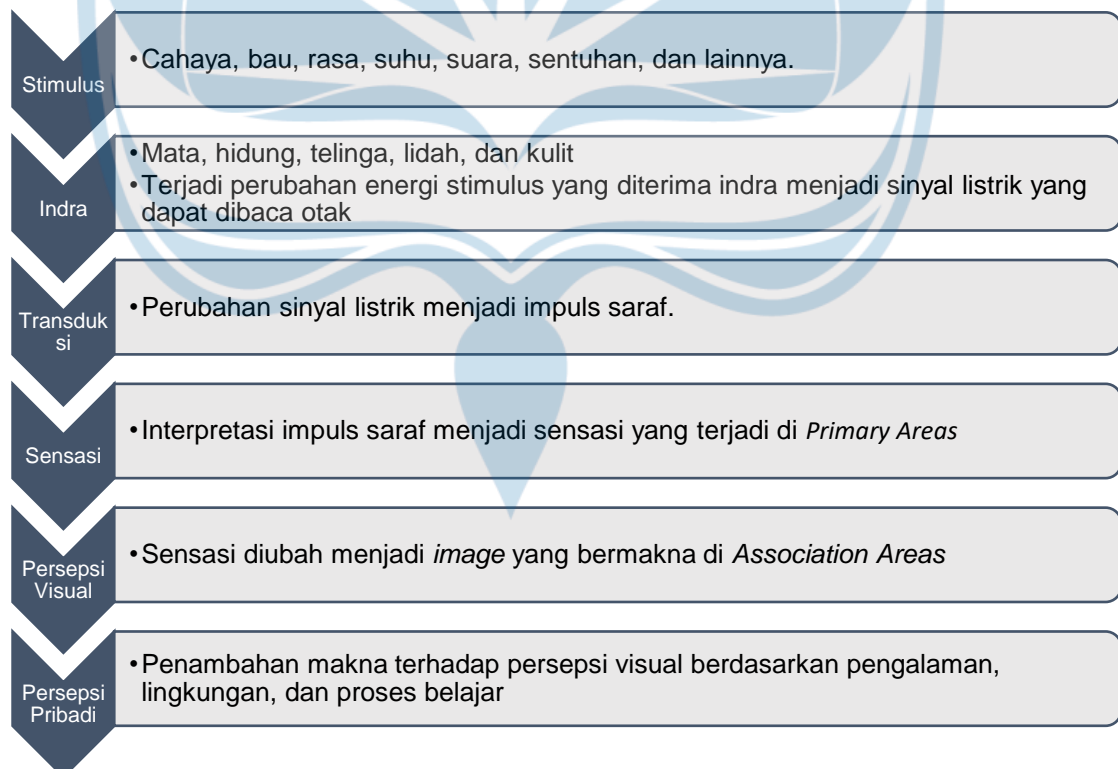 Stimulus
•Cahaya, bau, rasa, suhu, suara, sentuhan, dan lainnya.
Indra
•Mata, hidung, telinga, lidah, dan kulit
•Terjadi perubahan energi stimulus yang diterima indra menjadi sinyal listrik yang
dapat dibaca otak
Transduk
si
•Perubahan sinyal listrik menjadi impuls saraf.
Sensasi
•Interpretasi impuls saraf menjadi sensasi yang terjadi di Primary Areas
Persepsi
Visual
•Sensasi diubah menjadi image yang bermakna di Association Areas
Persepsi
Pribadi
•Penambahan makna terhadap persepsi visual berdasarkan pengalaman,
lingkungan, dan proses belajar